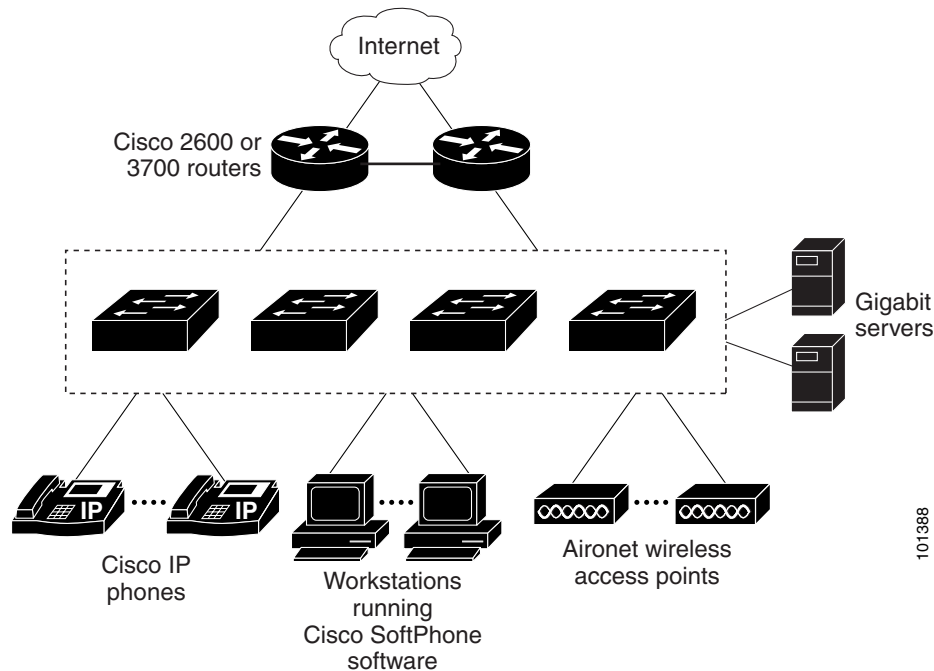 Internet
Cisco 2600 or
3700 routers
Gigabit
servers
IP
IP
Cisco IP
phones
Workstations
running
Cisco SoftPhone
software
Aironet wireless
access points
101388